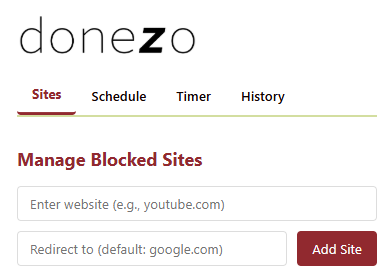 donezo
Sites Schedule Timer History
Manage Blocked Sites
Enter website (e.g., youtube.com)
Redirect to (default: google.com) Add Site